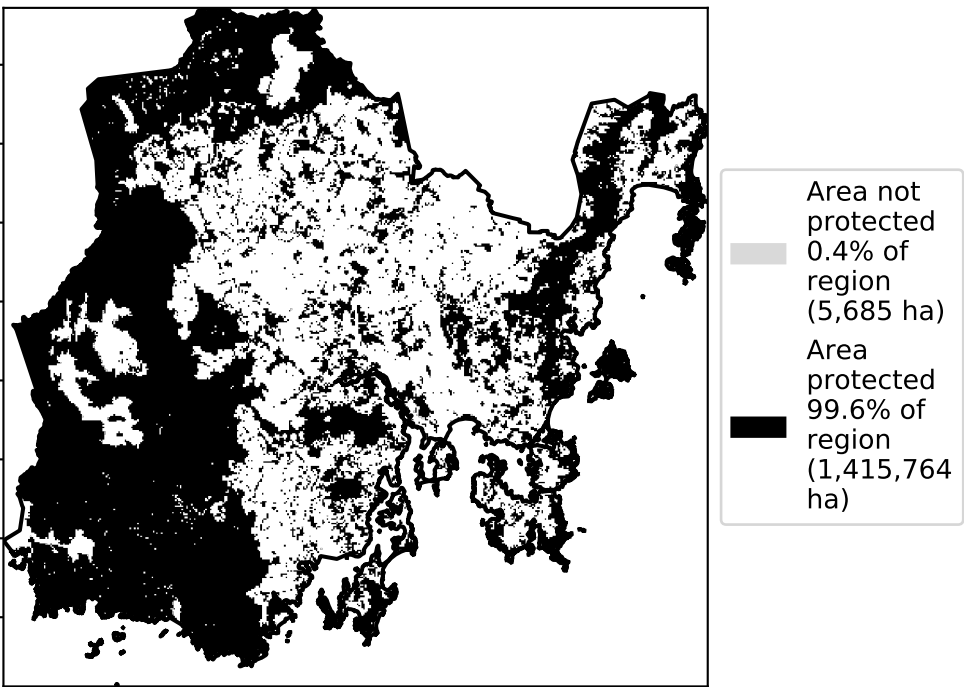 Area not
protected
0.4% of
region
(5,685 ha)
Area
protected
99.6% of
region
(1,415,764
ha)